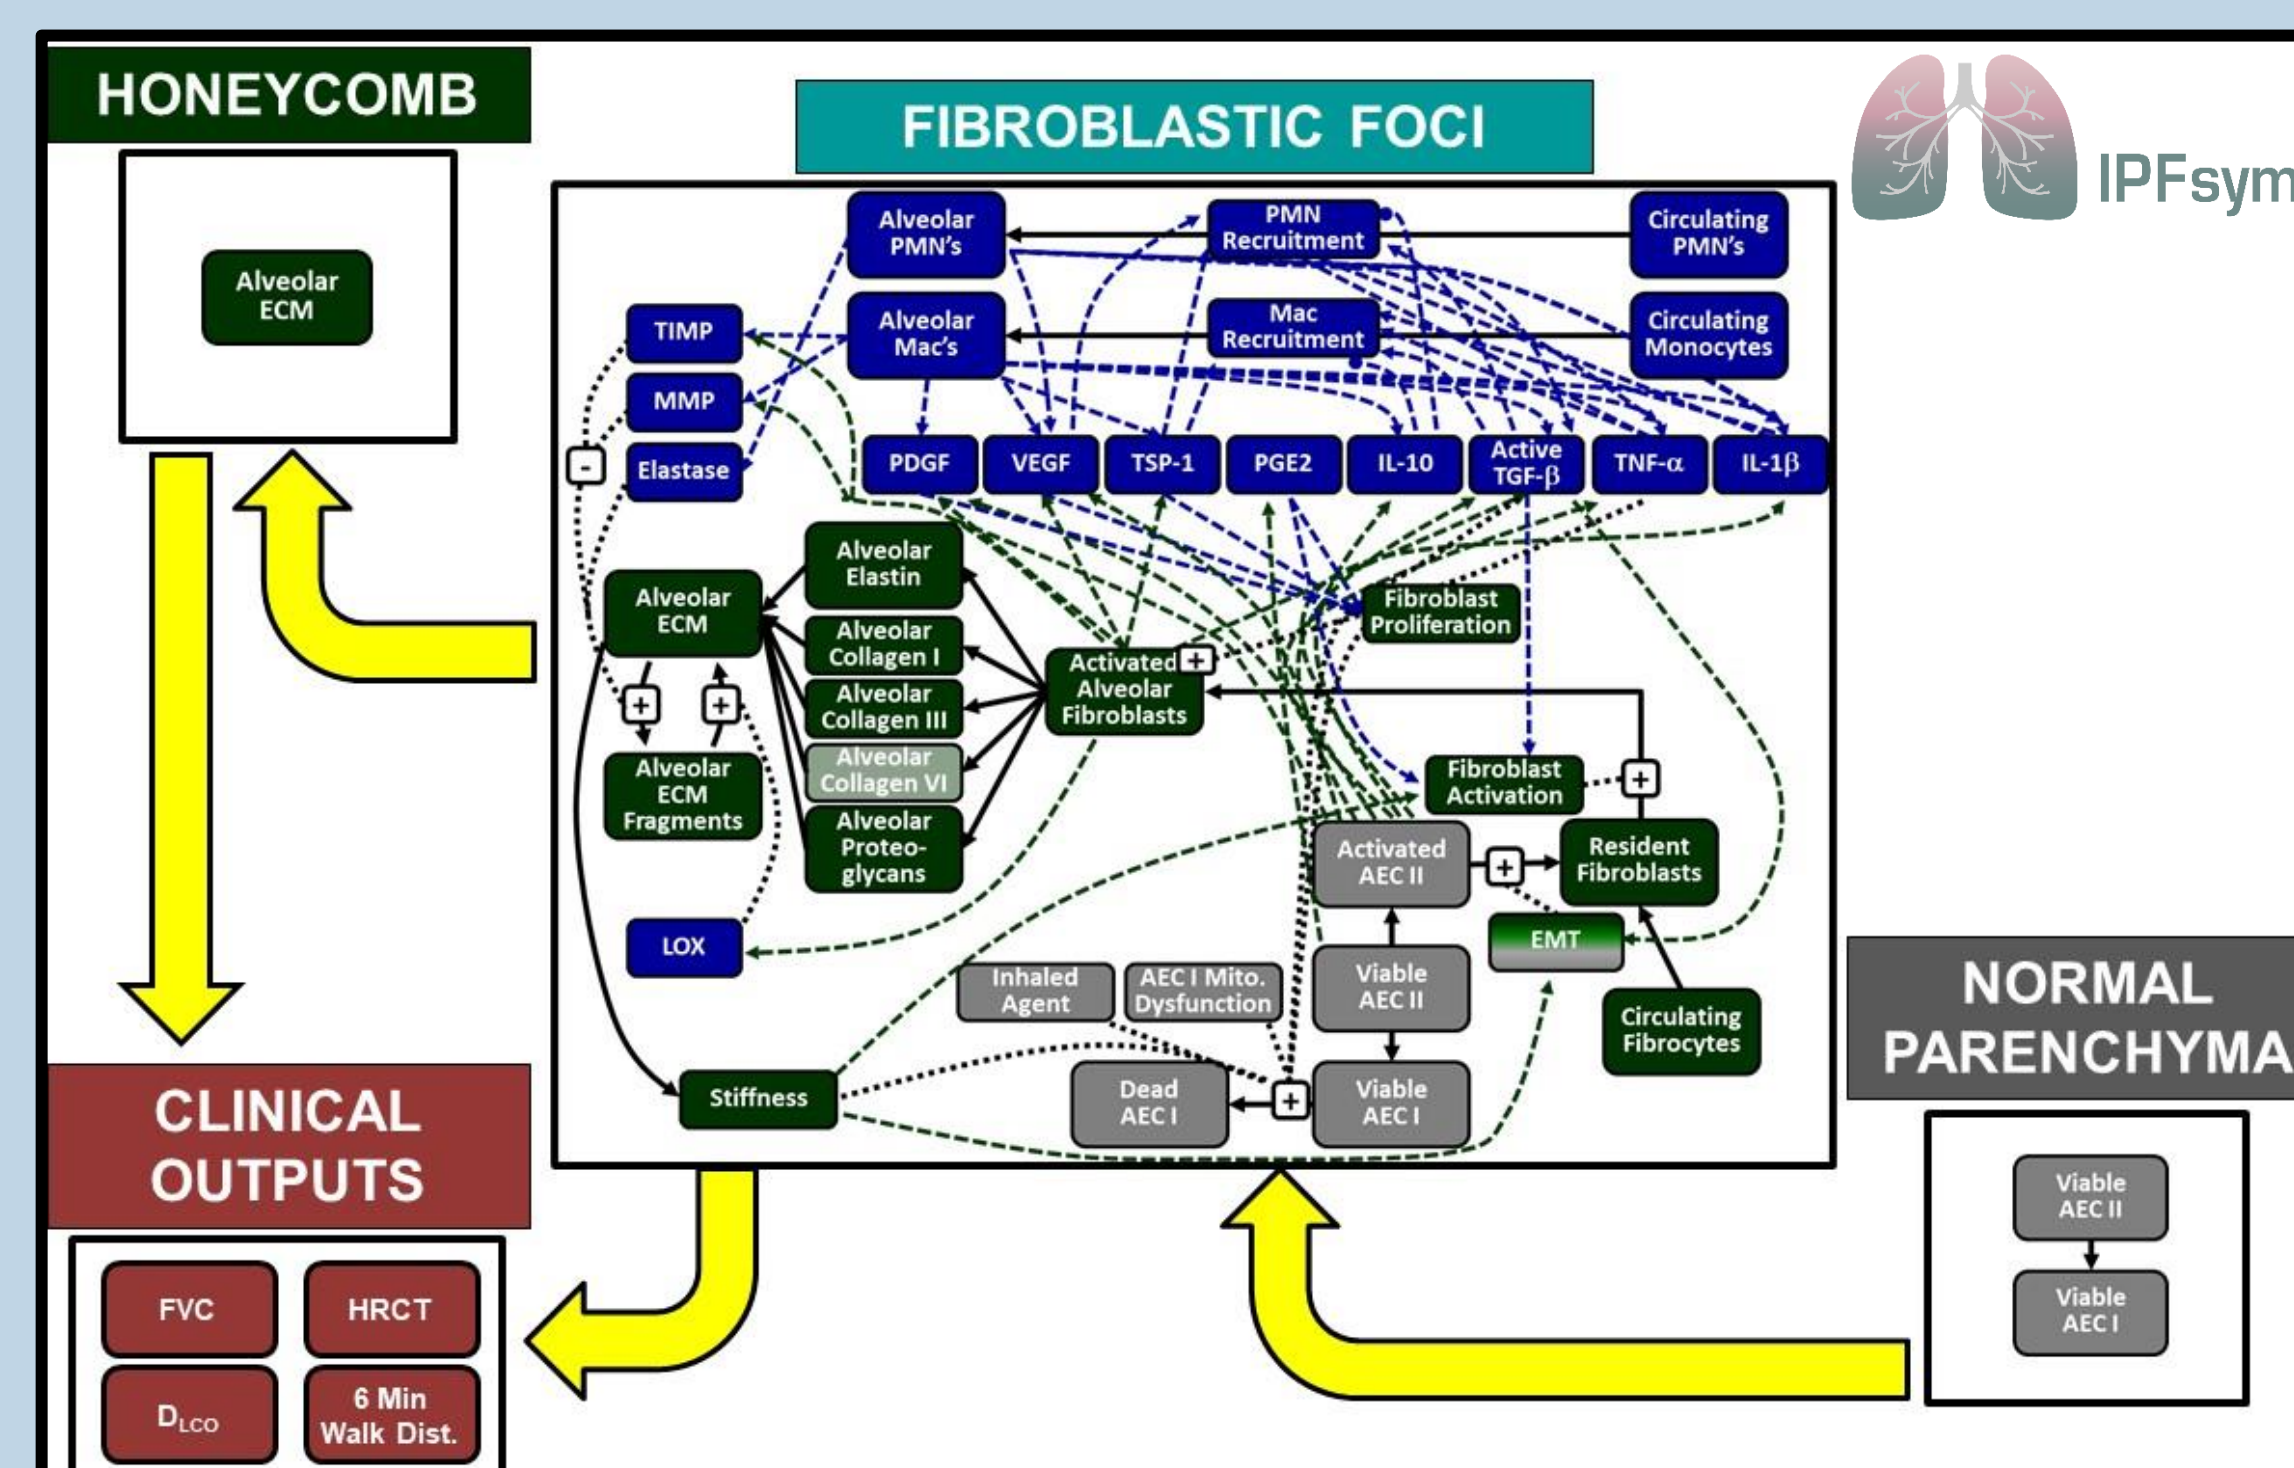 HONEYCOMB
Alveolar
ECM
FIBROBLASTIC FOCI
IPFsym
Alveolar
PMN's
PMN
Recruitment
Circulating
PMN's
Alveolar
Mac's
Mac
Recruitment
Circulating
Monocytes
TIMP
MMP
Elastase
-
PDGF
VEGF
TSP-1
PGE2
IL-10
Active
TGF-β
TNF-α
IL-1β
Alveolar
Elastin
Alveolar
ECM
Alveolar
Collagen I
Alveolar
Collagen III
Alveolar
Collagen VI
Alveolar
Proteo-
glycans
+
+
Alveolar
ECM
Fragments
Activated
Alveolar
Fibroblasts
+
Fibroblast
Proliferation
Fibroblast
Activation
+
Activated
AEC II
+
Resident
Fibroblasts
LOX
EMT
Inhaled
Agent
AEC I Mito.
Dysfunction
Viable
AEC II
Circulating
Fibrocytes
Stiffness
Dead
AEC I
+
Viable
AEC I
NORMAL
PARENCHYMA
Viable
AEC II
Viable
AEC I
CLINICAL
OUTPUTS
FVC
HRCT
DLCO
6 Min
Walk Dist.